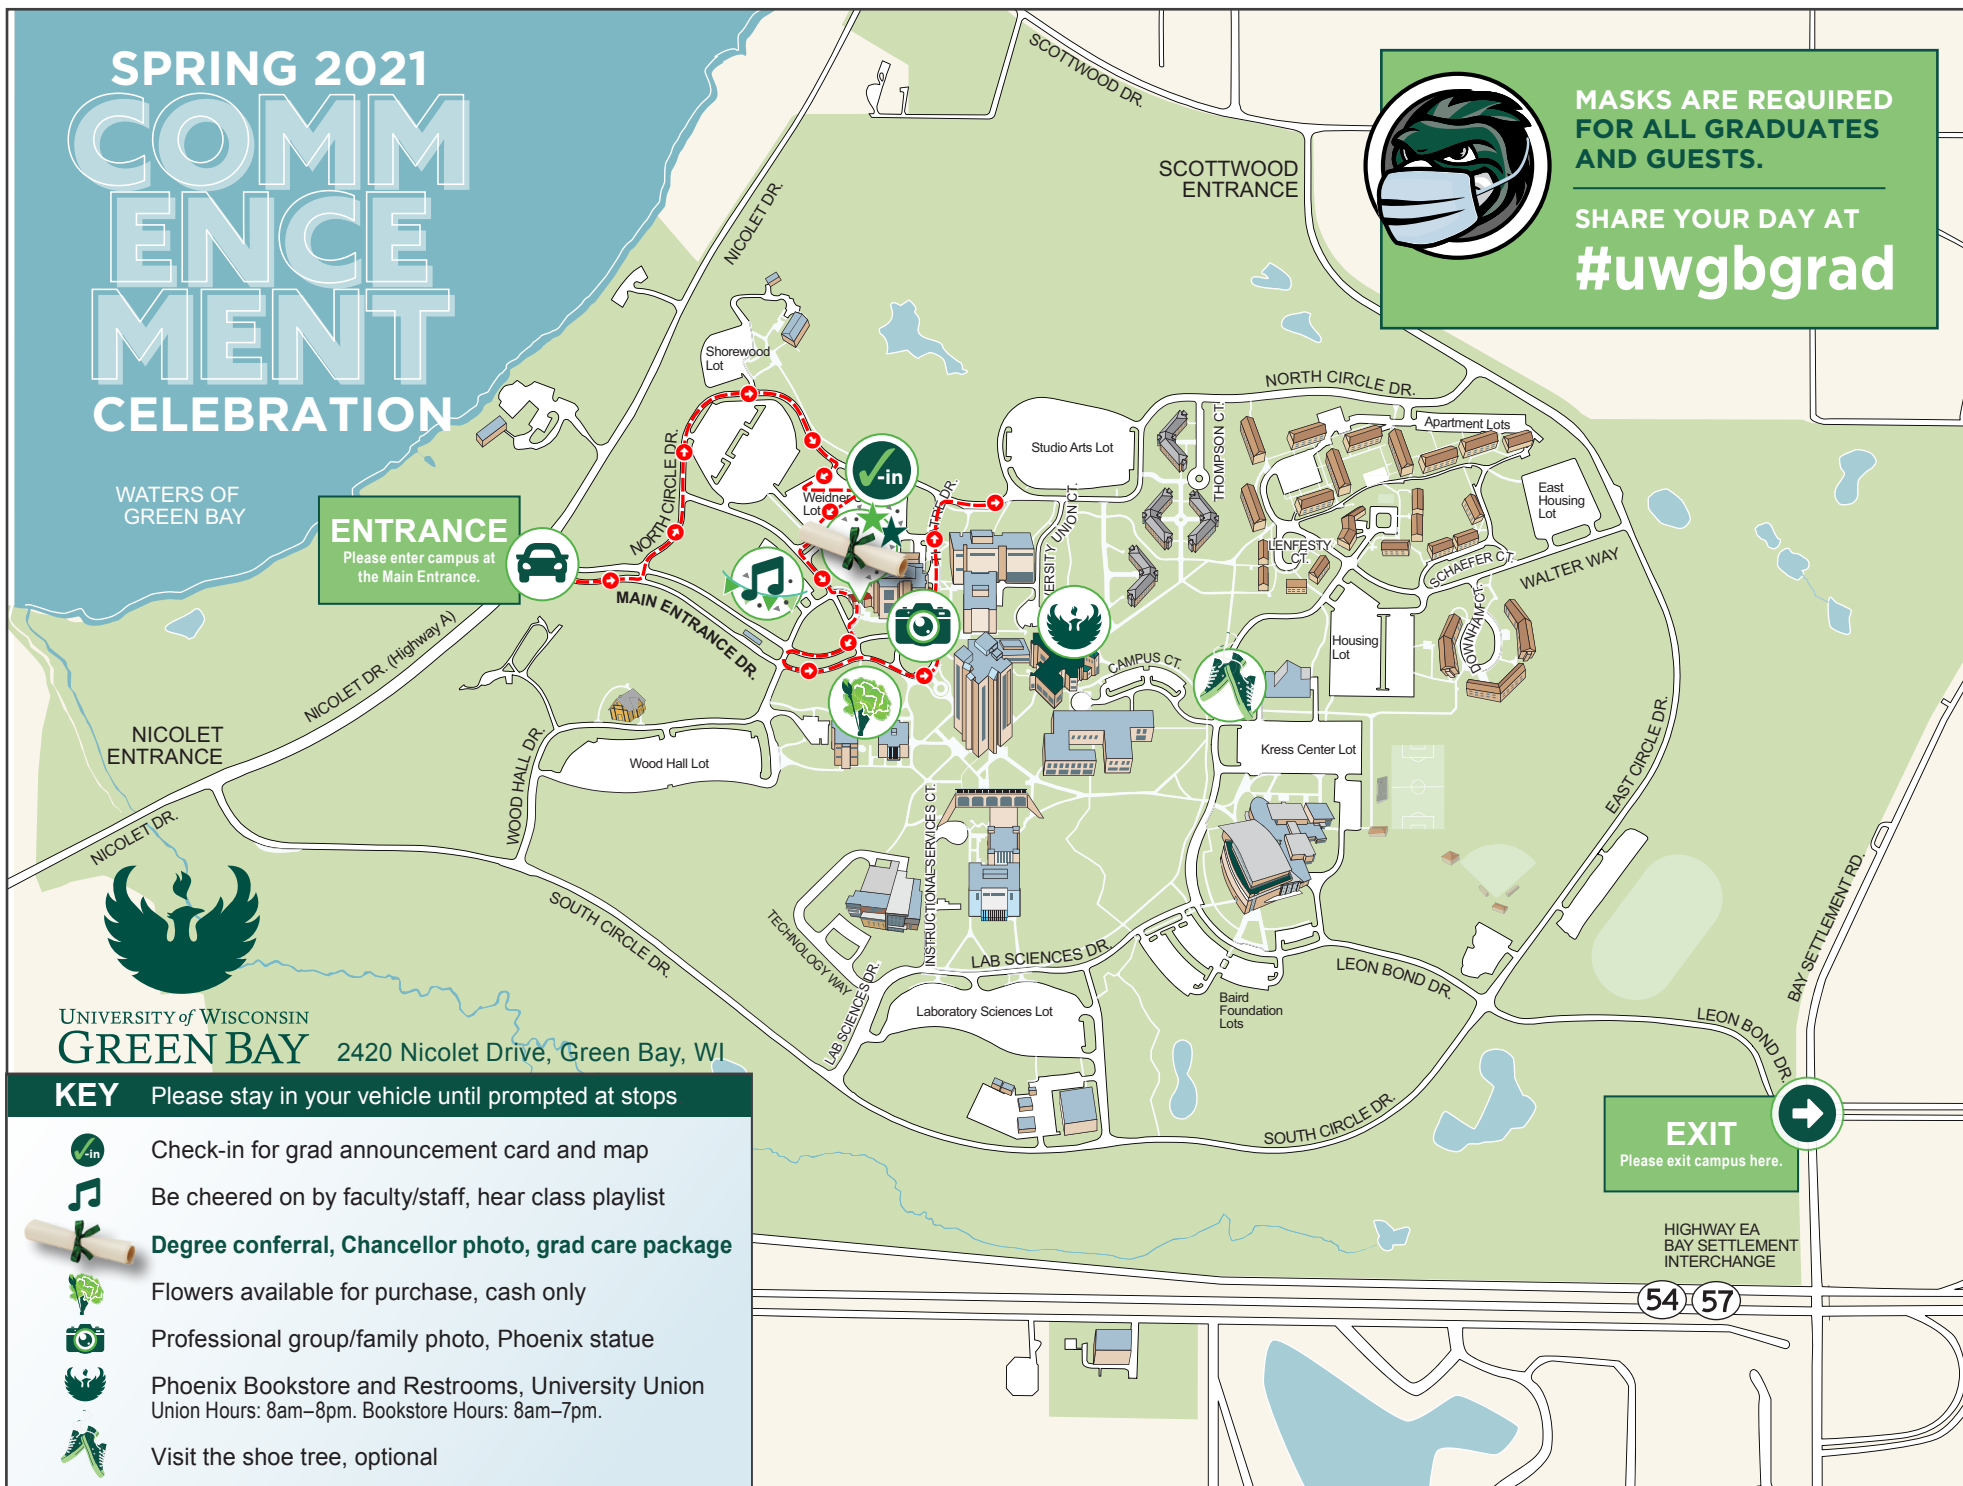 SPRING 2021
COMM
ENCE
MENT
CELEBRATION
WATERS OF
GREEN BAY
ENTRANCE
Please enter campus at
the Main Entrance.
MASKS ARE REQUIRED
FOR ALL GRADUATES
AND GUESTS.
SHARE YOUR DAY AT
#uwgbgrad
SCOTTWOOD DR.
SCOTTWOOD
ENTRANCE
NICOLET DR.
Shorewood
Lot
NORTH CIRCLE DR.
NORTH CIRCLE DR.
Studio Arts Lot
THOMPSON CT.
Apartment Lots
East
Housing
Lot
-in
Weidner
Lot
UNION CT.
LENFESTY
CT.
SCHAEFER CT.
WALTER WAY
DOWNHAM CT.
Housing
Lot
MAIN ENTRANCE DR.
NICOLET DR. (Highway A)
CAMPUS CT.
NICOLET
ENTRANCE
NICOLET DR.
WOOD HALL DR.
Wood Hall Lot
Kress Center Lot
EAST CIRCLE DR.
INSTRUCTIONAL SERVICES CT.
SOUTH CIRCLE DR.
TECHNOLOGY WAY
LAB SCIENCES DR.
LAB SCIENCES DR.
Laboratory Sciences Lot
Baird
Foundation
Lots
LEON BOND DR.
LEON BOND DR.
BAY SETTLEMENT RD.
SOUTH CIRCLE DR.
EXIT
Please exit campus here.
HIGHWAY EA
BAY SETTLEMENT
INTERCHANGE
54 57
UNIVERSITY of WISCONSIN
GREEN BAY
2420 Nicolet Drive, Green Bay, WI
KEY Please stay in your vehicle until prompted at stops
-in Check-in for grad announcement card and map
Be cheered on by faculty/staff, hear class playlist
Degree conferral, Chancellor photo, grad care package
Flowers available for purchase, cash only
Professional group/family photo, Phoenix statue
Phoenix Bookstore and Restrooms, University Union
Union Hours: 8am–8pm. Bookstore Hours: 8am–7pm.
Visit the shoe tree, optional